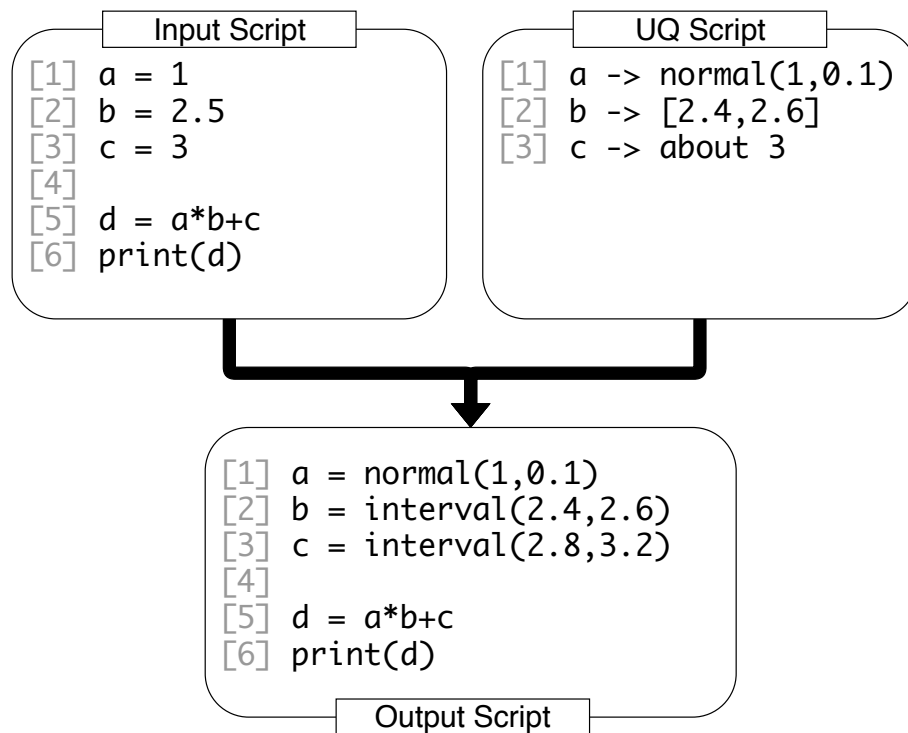 Input Script
[1] a = 1
[2] b = 2.5
[3] c = 3
[4]
[5] d = a*b+c
[6] print(d)
UQ Script
[1] a -> normal(1,0.1)
[2] b -> [2.4,2.6]
[3] c -> about 3
[1] a = normal(1,0.1)
[2] b = interval(2.4,2.6)
[3] c = interval(2.8,3.2)
[4]
[5] d = a*b+c
[6] print(d)
Output Script